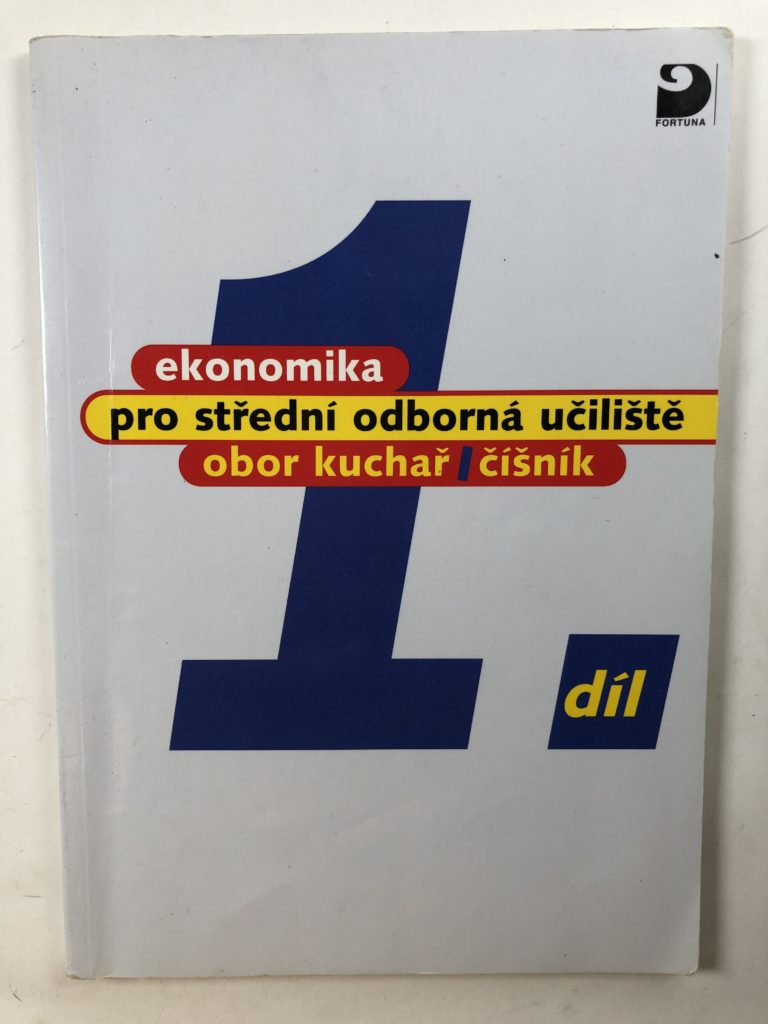 FORTUNA
ekonomika
pro střední odborná učiliště
obor kuchař / číšník
1.
díl